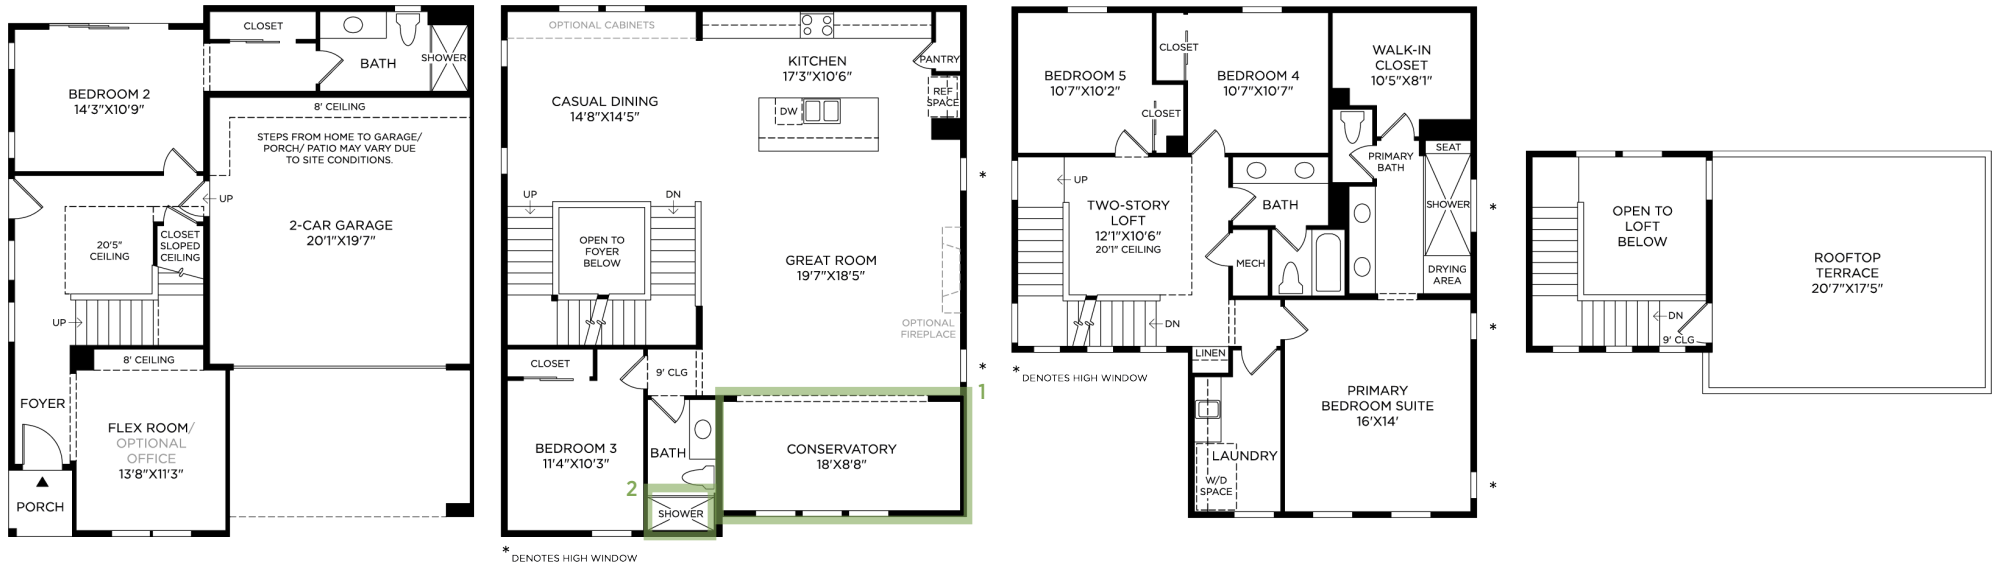 CLOSET
BATH
SHOWER
BEDROOM 2
14'3"X10'9"
8' CEILING
STEPS FROM HOME TO GARAGE/
PORCH/ PATIO MAY VARY DUE
TO SITE CONDITIONS.
UP
2-CAR GARAGE
20'1"X19'7"
CLOSET
SLOPED
CEILING
20'5"
CEILING
UP
8' CEILING
FOYER
FLEX ROOM/
OPTIONAL
OFFICE
13'8"X11'3"
PORCH
OPTIONAL CABINETS
KITCHEN
17'3"X10'6"
PANTRY
REF
SPACE
DW
CASUAL DINING
14'8"X14'5"
*
UP
DN
OPEN TO
FOYER
BELOW
GREAT ROOM
19'7"X18'5"
OPTIONAL
FIREPLACE
*
CLOSET
9' CLG
1
BEDROOM 3
11'4"X10'3"
BATH
CONSERVATORY
18'X8'8"
2
SHOWER
* DENOTES HIGH WINDOW
BEDROOM 5
10'7"X10'2"
CLOSET
CLOSET
BEDROOM 4
10'7"X10'7"
WALK-IN
CLOSET
10'5"X8'1"
PRIMARY
BATH
SEAT
SHOWER
*
DRYING
AREA
UP
TWO-STORY
LOFT
12'1"X10'6"
20'1" CEILING
BATH
MECH
DN
*
LINEN
* DENOTES HIGH WINDOW
PRIMARY
BEDROOM SUITE
16'X14'
LAUNDRY
W/D
SPACE
*
OPEN TO
LOFT
BELOW
DN
9' CLG
ROOFTOP
TERRACE
20'7"X17'5"